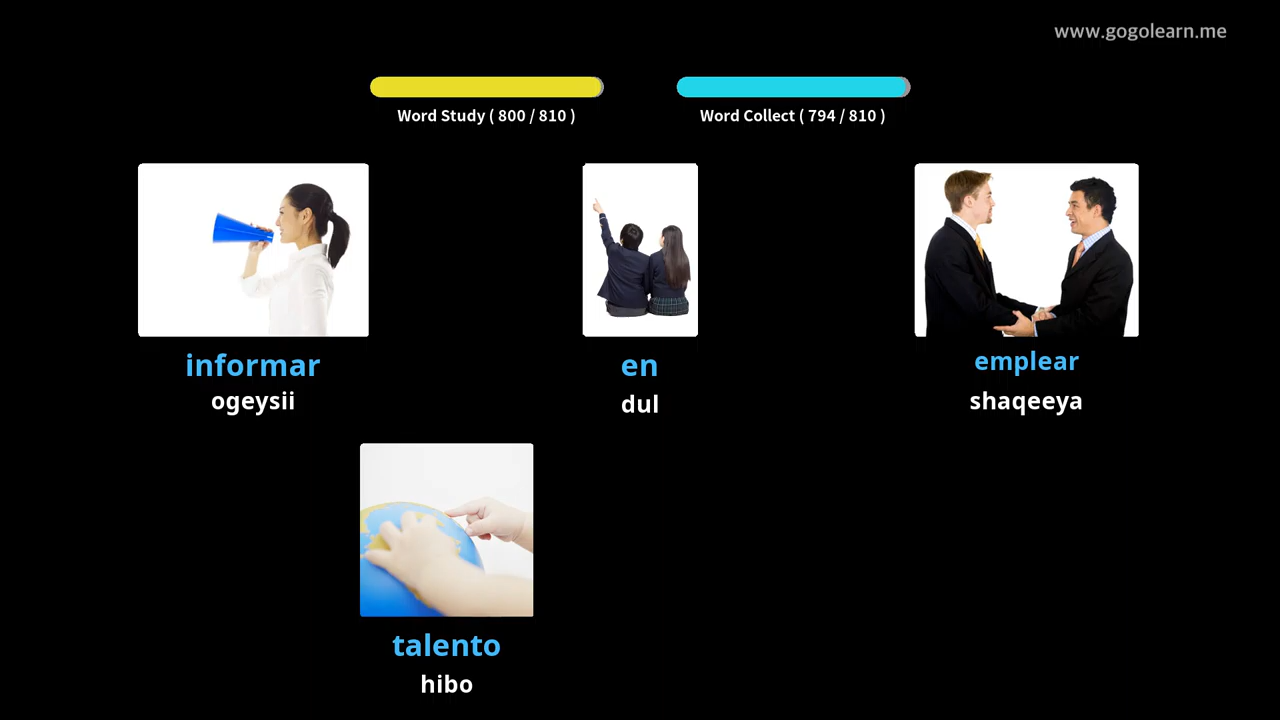 www.gogolearn.me
Word Study ( 800 / 810 )
Word Collect ( 794 / 810 )
informar
ogeysii
en
dul
emplear
shaqeeya
talento
hibo